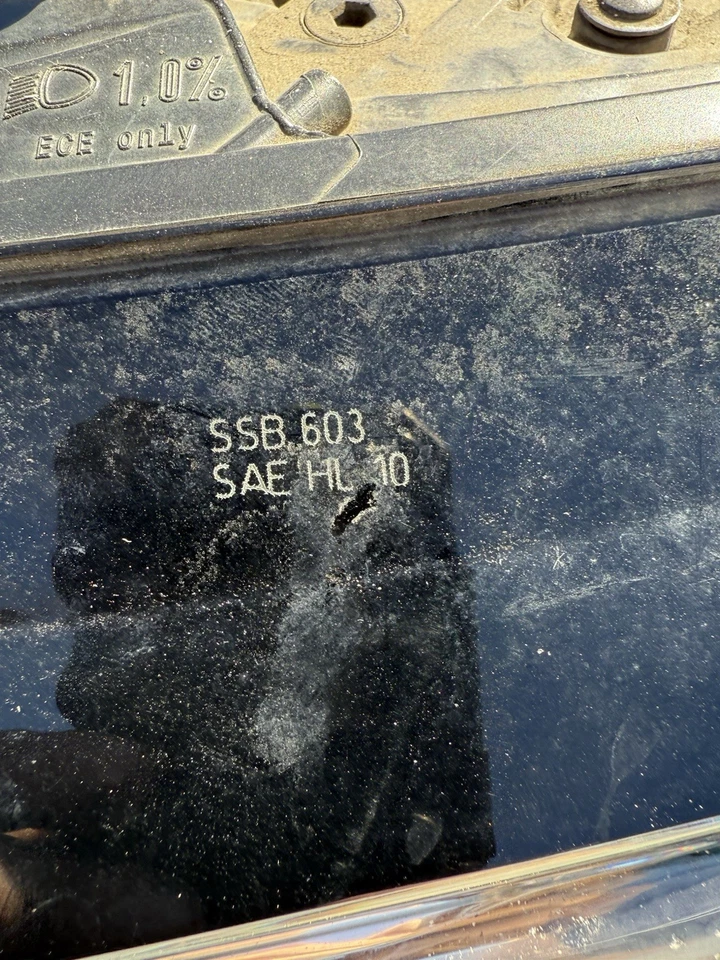 1,0%
ECE only
SSB 603
SAE HL 10